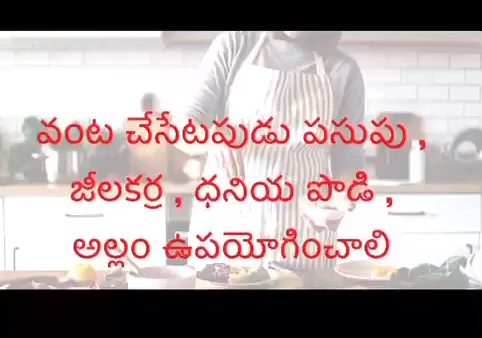 వంట చేసేటపుడు పసుపు ,
జీలకర్ర , ధనియ పొడి ,
అల్లం ఉపయోగించాలి